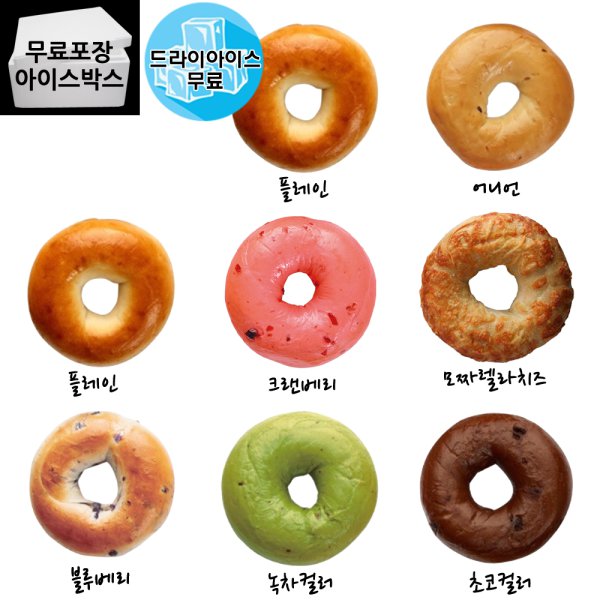 무료포장
아이스박스
드라이아이스
무료
플레인
어니언
플레인
크랜베리
모짜렐라치즈
블루베리
녹차컬러
초코컬러